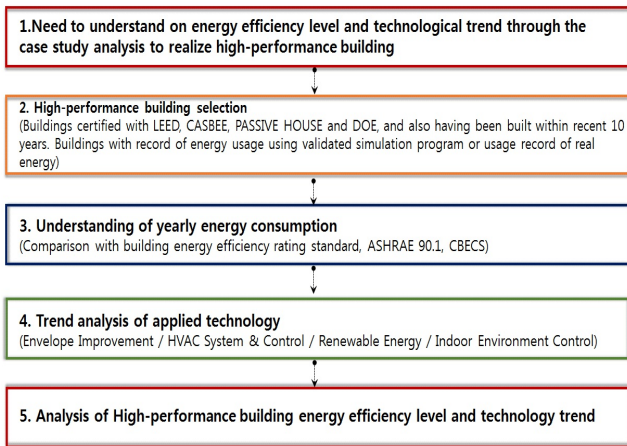 1.Need to understand on energy efficiency level and technological trend through the
case study analysis to realize high-performance building
2. High-performance building selection
(Buildings certified with LEED, CASBEE, PASSIVE HOUSE and DOE, and also having been built within recent 10
years. Buildings with record of energy usage using validated simulation program or usage record of real
energy)
3. Understanding of yearly energy consumption
(Comparison with building energy efficiency rating standard, ASHRAE 90.1, CBECS)
4. Trend analysis of applied technology
(Envelope Improvement / HVAC System & Control / Renewable Energy / Indoor Environment Control)
5. Analysis of High-performance building energy efficiency level and technology trend